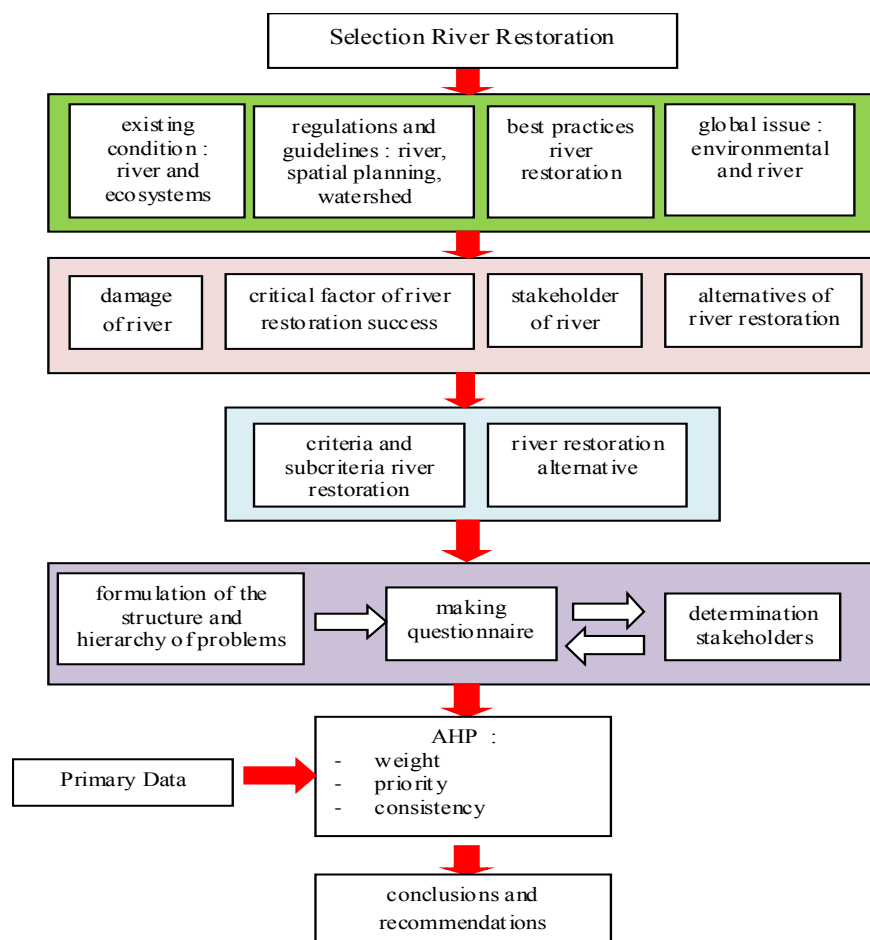 Selection River Restoration
existing
condition :
river and
ecosystems
regulations and
guidelines : river,
spatial planning,
watershed
best practices
river
restoration
global issue :
environmental
and river
damage
of river
critical factor of river
restoration success
stakeholder
of river
alternatives of
river restoration
criteria and
subcriteria river
restoration
river restoration
alternative
formulation of the
structure and
hierarchy of problems
making
questionnaire
determination
stakeholders
AHP :
- weight
- priority
- consistency
Primary Data
conclusions and
recommendations